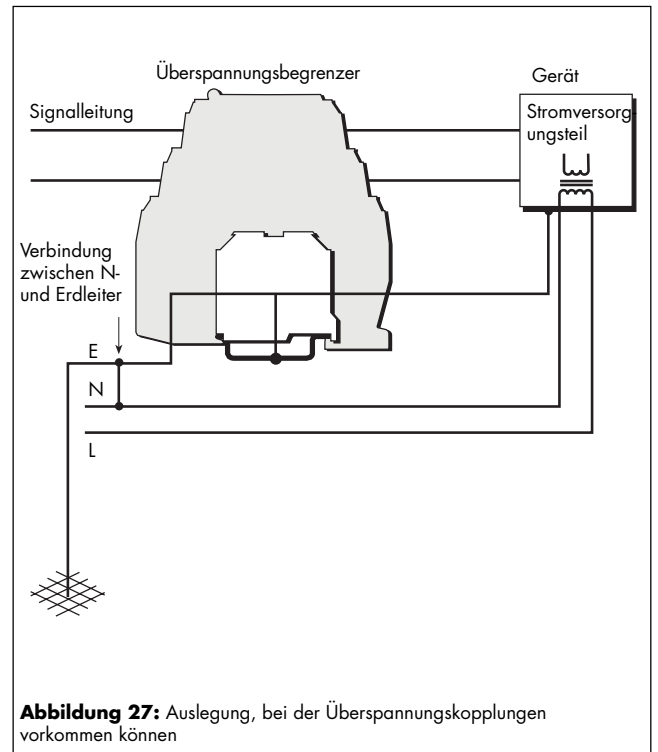 Überspannungsbegrenzer
Gerät
Signalleitung
Stromversorg-
ungsteil
Verbindung
zwischen N-
und Erdleiter
E
N
L
Abbildung 27: Auslegung, bei der Überspannungskopplungen
vorkommen können